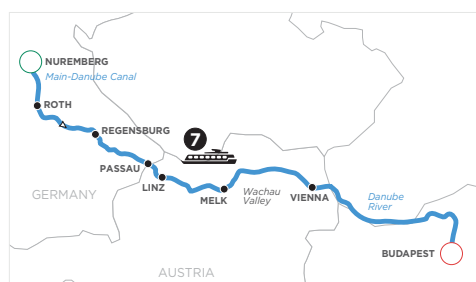 NUREMBERG
Main-Danube Canal
ROTH
REGENSBURG
7
PASSAU
LINZ
GERMANY
MELK
Wachau
Valley
VIENNA
Danube
River
BUDAPEST
AUSTRIA